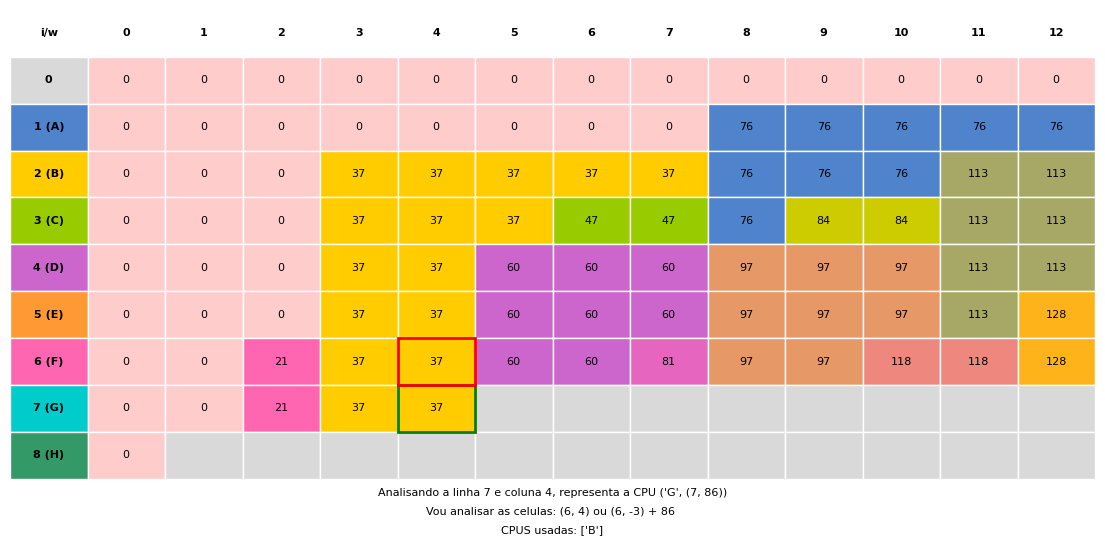 i/w 0 1 2 3 4 5 6 7 8 9 10 11 12
0 0 0 0 0 0 0 0 0 0 0 0 0 0
1 (A) 0 0 0 0 0 0 0 0 76 76 76 76 76
2 (B) 0 0 0 37 37 37 37 37 76 76 76 113 113
3 (C) 0 0 0 37 37 37 47 47 76 84 84 113 113
4 (D) 0 0 0 37 37 60 60 60 97 97 97 113 113
5 (E) 0 0 0 37 37 60 60 60 97 97 97 113 128
6 (F) 0 0 21 37 37 60 60 81 97 97 118 118 128
7 (G) 0 0 21 37 37
8 (H) 0
Analisando a linha 7 e coluna 4, representa a CPU ('G', (7, 86))
Vou analisar as celulas: (6, 4) ou (6, -3) + 86
CPUS usadas: ['B']